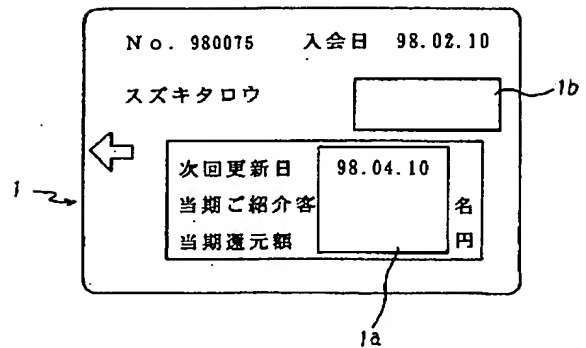 No. 980075 入会日 98.02.10
スズキタロウ
1b
次回更新日 98.04.10
当期ご紹介客 名
当期還元額 円
1
1a